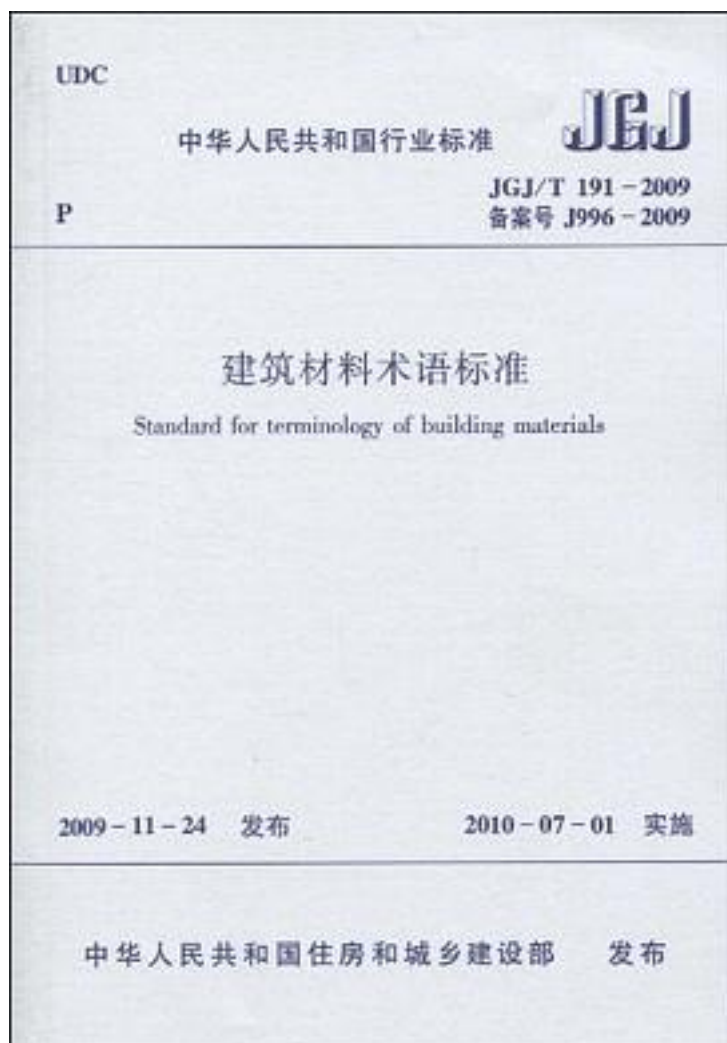 UDC
中华人民共和国行业标准
JGJ
JGJ/T 191-2009
P
备案号 J996-2009
建筑材料术语标准
Standard for terminology of building materials
2009-11-24 发布 2010-07-01 实施
中华人民共和国住房和城乡建设部 发布